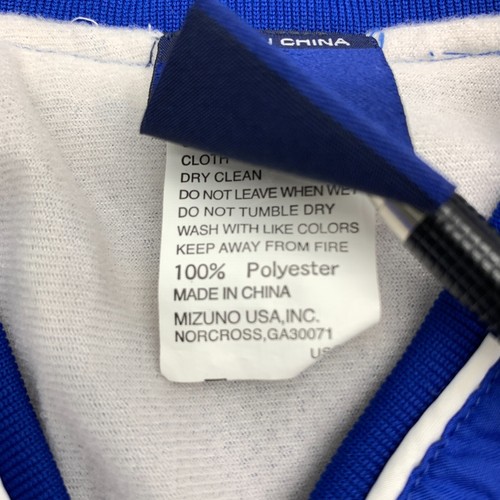 CHINA
CLOTH
DRY CLEAN
DO NOT LEAVE WHEN WET
DO NOT TUMBLE DRY
WASH WITH LIKE COLORS
KEEP AWAY FROM FIRE
100% Polyester
MADE IN CHINA
MIZUNO USA,INC.
NORCROSS,GA30071
US